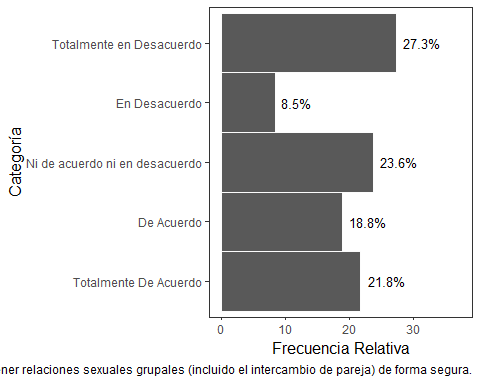 Totalmente en Desacuerdo
27.3%
En Desacuerdo
8.5%
Ni de acuerdo ni en desacuerdo
23.6%
De Acuerdo
18.8%
Totalmente De Acuerdo
21.8%
Categoría
0 10 20 30
Frecuencia Relativa
relaciones sexuales grupales (incluido el intercambio de pareja) de forma segura.